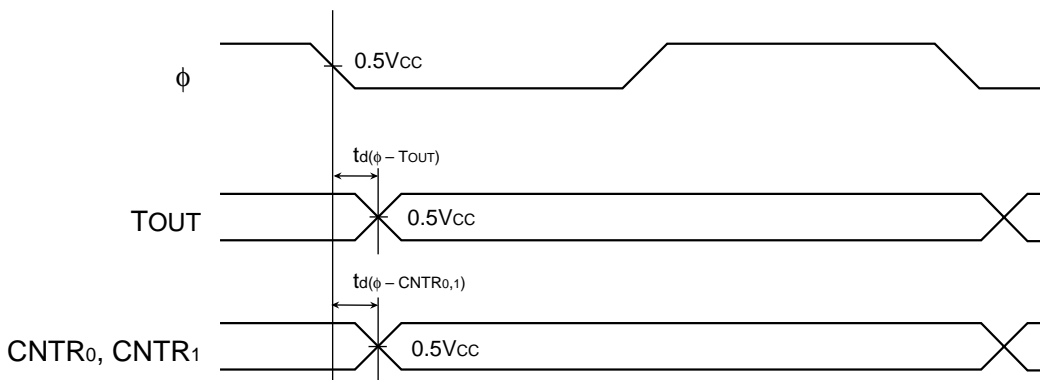 ϕ
0.5VCC
td(ϕ – TOUT)
TOUT
0.5VCC
td(ϕ – CNTR0,1)
CNTR0, CNTR1
0.5VCC